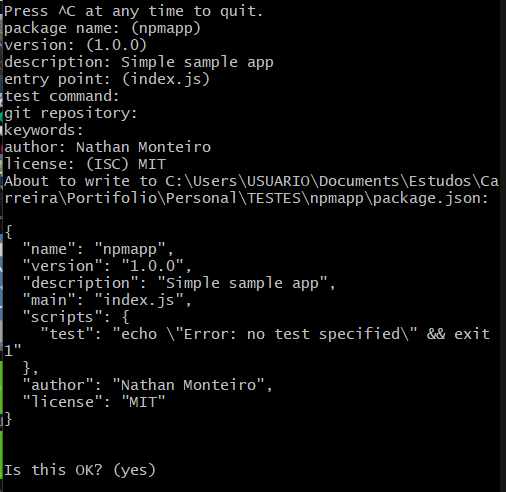 Press ^C at any time to quit.
package name: (npmapp)
version: (1.0.0)
description: Simple sample app
entry point: (index.js)
test command:
git repository:
keywords:
author: Nathan Monteiro
license: (ISC) MIT
About to write to C:\Users\USUARIO\Documents\Estudos\Ca
rreira\Portifolio\Personal\TESTES\npmapp\package.json:

{
  "name": "npmapp",
  "version": "1.0.0",
  "description": "Simple sample app",
  "main": "index.js",
  "scripts": {
    "test": "echo \"Error: no test specified\" && exit
1"
  },
  "author": "Nathan Monteiro",
  "license": "MIT"
}


Is this OK? (yes)